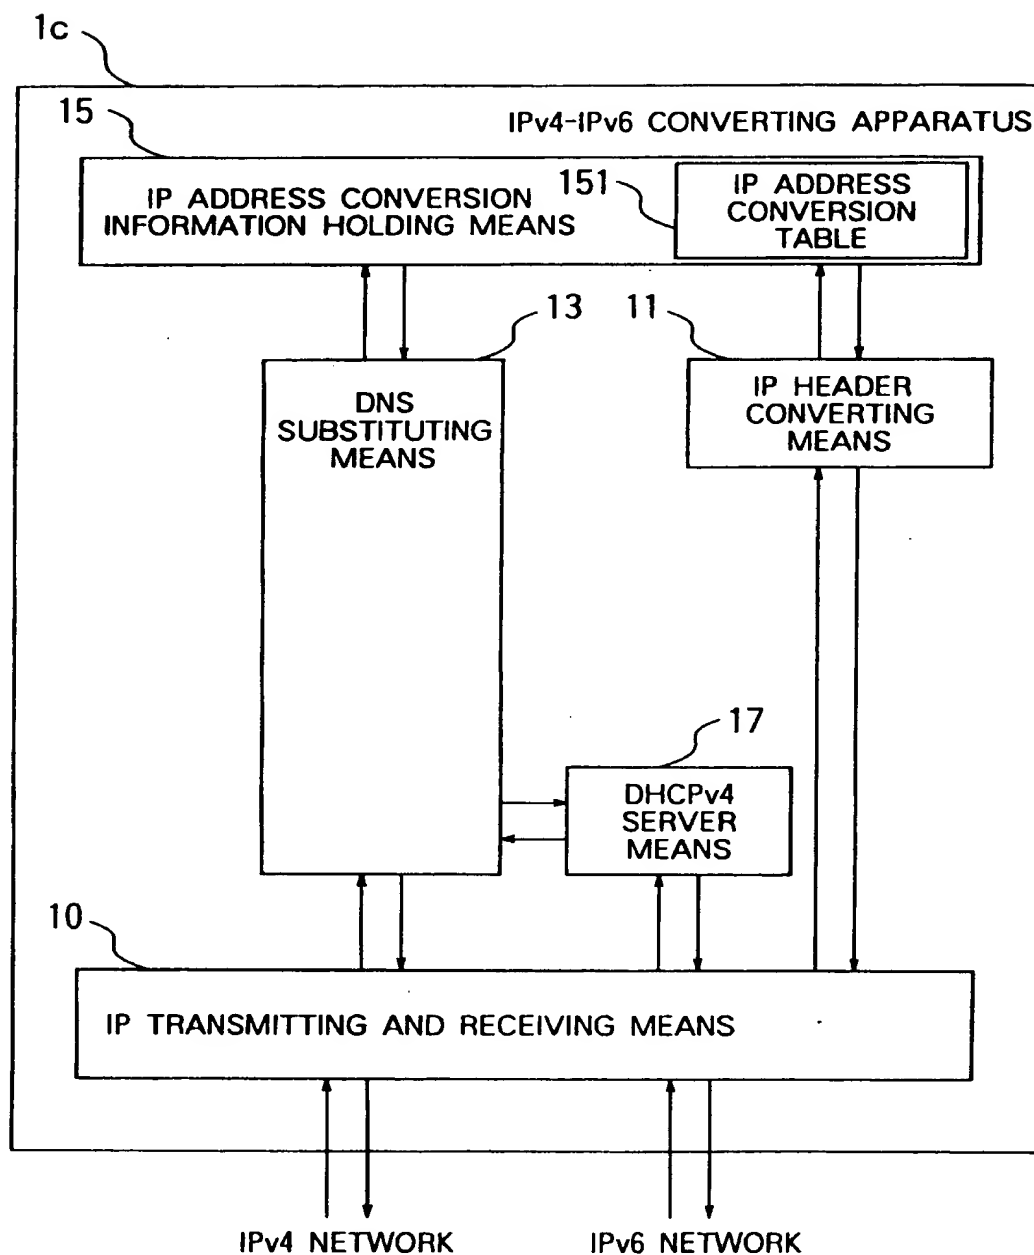 1c
IPv4-IPv6 CONVERTING APPARATUS
15
IP ADDRESS CONVERSION
INFORMATION HOLDING MEANS
151
IP ADDRESS
CONVERSION
TABLE
13
11
DNS
SUBSTITUTING
MEANS
IP HEADER
CONVERTING
MEANS
17
DHCPv4
SERVER
MEANS
10
IP TRANSMITTING AND RECEIVING MEANS
IPv4 NETWORK
IPv6 NETWORK